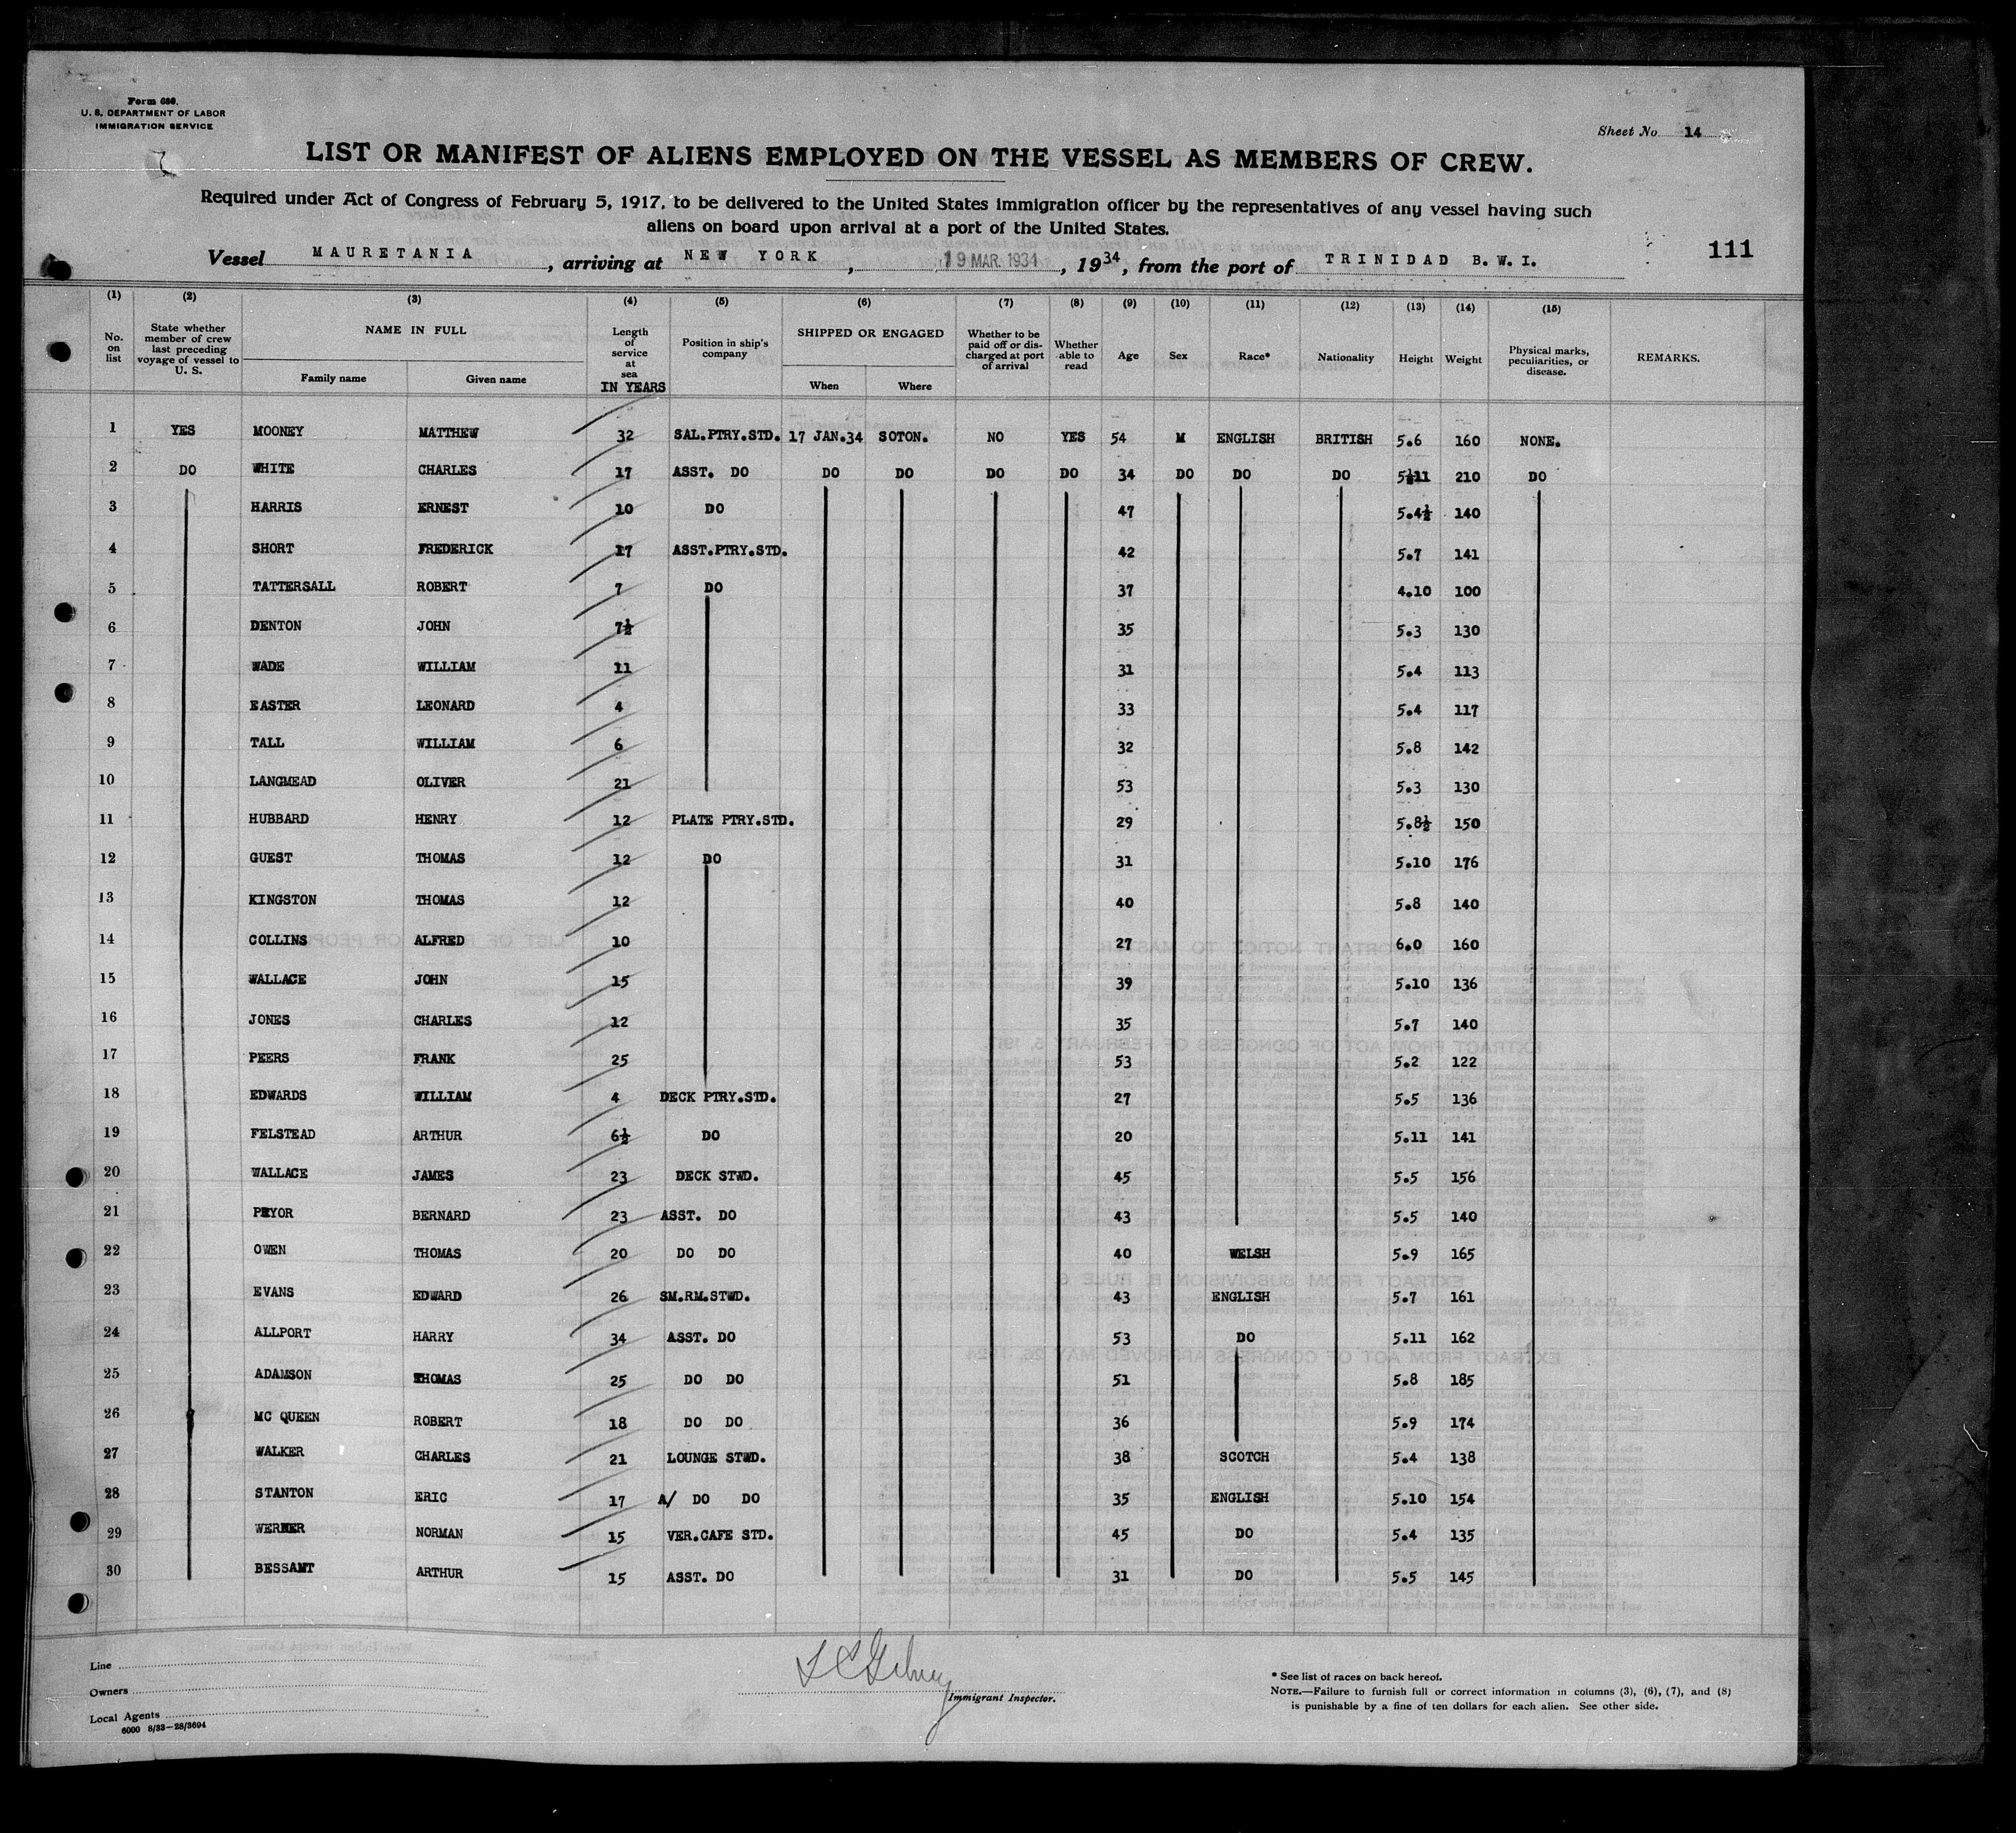 Form 680.
U. S. DEPARTMENT OF LABOR
IMMIGRATION SERVICE
Sheet No 14
LIST OR MANIFEST OF ALIENS EMPLOYED ON THE VESSEL AS MEMBERS OF CREW.
Required under Act of Congress of February 5, 1917, to be delivered to the United States immigration officer by the representatives of any vessel having such
aliens on board upon arrival at a port of the United States.
Vessel MAURETANIA, arriving at NEW YORK, 19 MAR. 1934, 1934, from the port of TRINIDAD B.W.I.
111
(1) (2) (3) (4) (5) (6) (7) (8) (9) (10) (11) (12) (13) (14) (15)
No. on list State whether member of crew last preceding voyage of vessel to U. S. NAME IN FULL Family name Given name Length of service at sea IN YEARS Position in ship's company SHIPPED OR ENGAGED When Where Whether to be paid off or discharged at port of arrival Whether able to read Age Sex Race* Nationality Height Weight Physical marks, peculiarities, or disease. REMARKS.
1 YES MOONEY MATTHEW 32 SAL.PTRY.STD. 17 JAN.34 SOTON. NO YES 54 M ENGLISH BRITISH 5.6 160 NONE.
2 DO WHITE CHARLES 17 ASST. DO DO DO DO DO 34 DO DO DO 210 DO
3 HARRIS ERNEST 10 DO 47 5.4½ 140
4 SHORT FREDERICK 17 ASST.PTRY.STD. 42 5.7 141
5 TATTERSALL ROBERT 7 DO 37 4.10 100
6 DENTON JOHN 7½ 35 5.3 130
7 WADE WILLIAM 11 31 5.4 113
8 EASTER LEONARD 4 33 5.4 117
9 TALL WILLIAM 6 32 5.8 142
10 LANGMEAD OLIVER 21 53 5.3 130
11 HUBBARD HENRY 12 PLATE PTRY.STD. 29 5.8½ 150
12 GUEST THOMAS 12 DO 31 5.10 176
13 KINGSTON THOMAS 12 40 5.8 140
14 COLLINS ALFRED 10 27 6.0 160
15 WALLACE JOHN 15 39 5.10 136
16 JONES CHARLES 12 35 5.7 140
17 PEERS FRANK 25 53 5.2 122
18 EDWARDS WILLIAM 4 DECK PTRY.STD. 27 5.5 136
19 FELSTEAD ARTHUR 6½ DO 20 5.11 141
20 WALLACE JAMES 23 DECK STWD. 45 5.5 156
21 PRYOR BERNARD 23 ASST. DO 43 5.5 140
22 OWEN THOMAS 20 DO DO 40 WELSH 5.9 165
23 EVANS EDWARD 26 SM.RM.STWD. 43 ENGLISH 5.7 161
24 ALLPORT HARRY 34 ASST. DO 53 DO 5.11 162
25 ADAMSON THOMAS 25 DO DO 51 5.8 185
26 MC QUEEN ROBERT 18 DO DO 36 5.9 174
27 WALKER CHARLES 21 LOUNGE STWD. 38 SCOTCH 5.4 138
28 STANTON ERIC 17 A/ DO DO 35 ENGLISH 5.10 154
29 WERNER NORMAN 15 VER.CAFE STD. 45 DO 5.4 135
30 BESSANT ARTHUR 15 ASST. DO 31 DO 5.5 145
Line
Owners
Local Agents
6000 8/33—28/3694
Immigrant Inspector.
* See list of races on back hereof.
NOTE.—Failure to furnish full or correct information in columns (3), (6), (7), and (8)
is punishable by a fine of ten dollars for each alien. See other side.